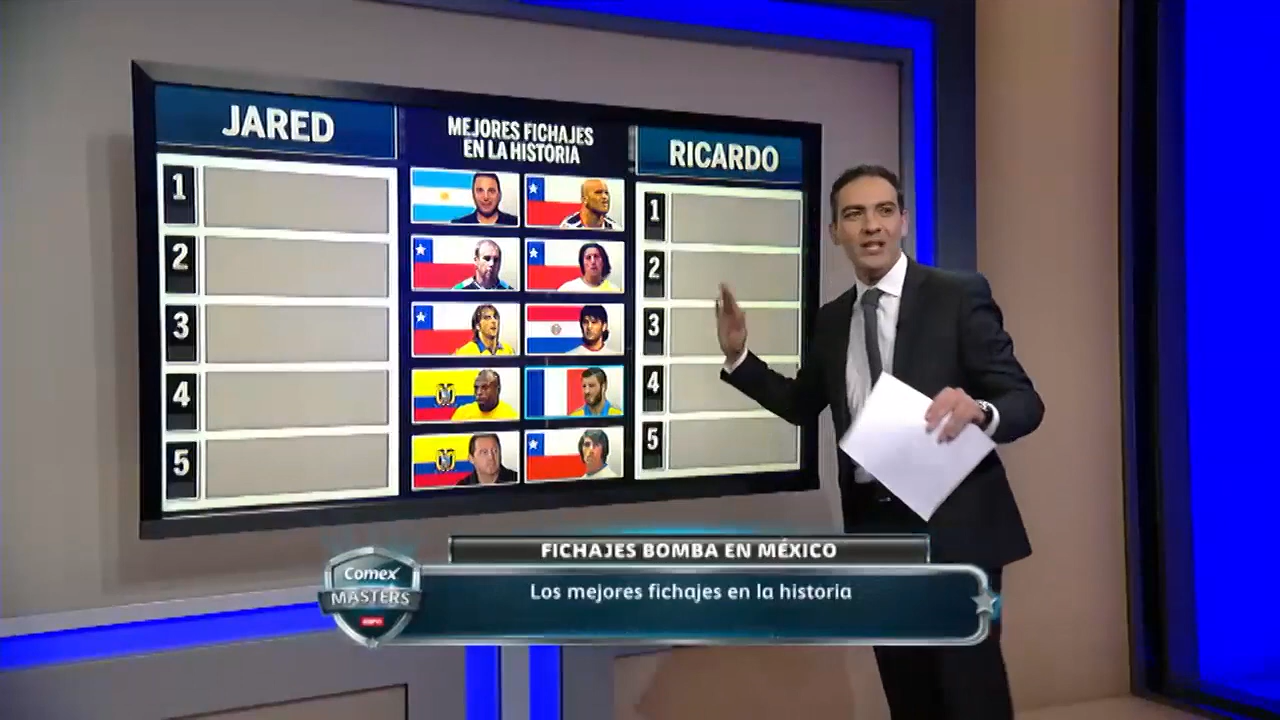 JARED
MEJORES FICHAJES
EN LA HISTORIA
RICARDO
1
2
3
4
5
1
2
3
4
5
FICHAJES BOMBA EN MÉXICO
Los mejores fichajes en la historia
Comex
MASTERS
ESPN